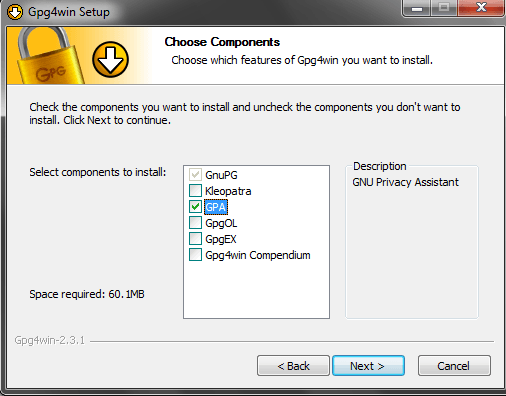 Gpg4win Setup
GPG
Choose Components
Choose which features of Gpg4win you want to install.
Check the components you want to install and uncheck the components you don't want to
install. Click Next to continue.
Select components to install:
GnuPG
Kleopatra
GPA
GpgOL
GpgEX
Gpg4win Compendium
Description
GNU Privacy Assistant
Space required: 60.1MB
Gpg4win-2.3.1
< Back
Next >
Cancel